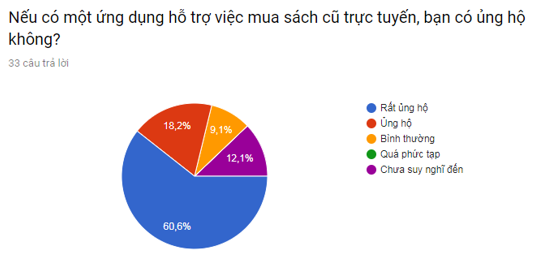 Nếu có một ứng dụng hỗ trợ việc mua sách cũ trực tuyến, bạn có ủng hộ
không?
33 câu trả lời
18,2%
9,1%
12,1%
60,6%
Rất ủng hộ
Ủng hộ
Bình thường
Quá phức tạp
Chưa suy nghĩ đến